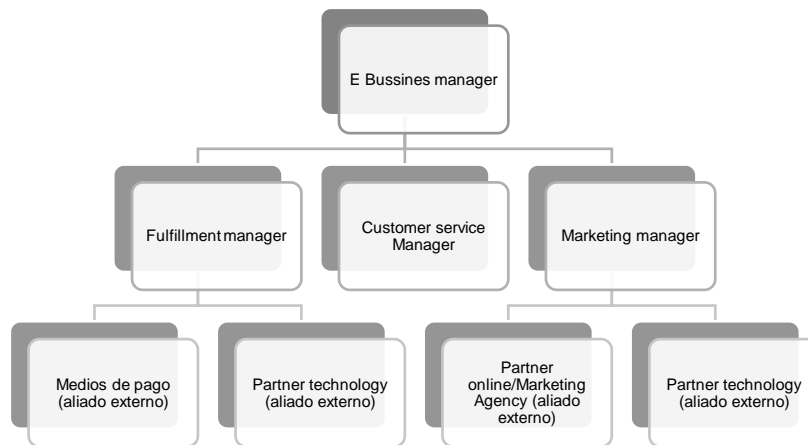 E Bussines manager
Fulfillment manager
Customer service
Manager
Marketing manager
Medios de pago
(aliado externo)
Partner technology
(aliado externo)
Partner
online/Marketing
Agency (aliado
externo)
Partner technology
(aliado externo)